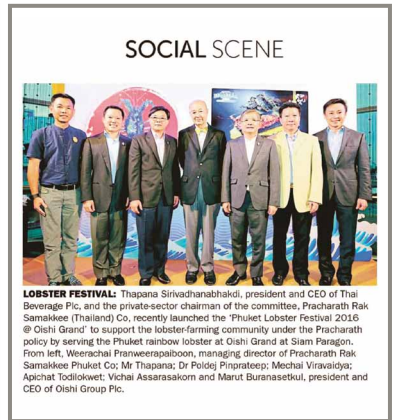 SOCIAL SCENE
LOBSTER FESTIVAL: Thapana Sirivadhanabhakdi, president and CEO of Thai
Beverage Plc, and the private-sector chairman of the committee, Pracharath Rak
Samakkee (Thailand) Co, recently launched the ‘Phuket Lobster Festival 2016
@ Oishi Grand’ to support the lobster-farming community under the Pracharath
policy by serving the Phuket rainbow lobster at Oishi Grand at Siam Paragon.
From left, Weerachai Pranweerapaiboon, managing director of Pracharath Rak
Samakkee Phuket Co; Mr Thapana; Dr Poldej Pinprateep; Mechai Viravaidya;
Apichat Todilokwet; Vichai Assarasakorn and Marut Buranasetkul, president and
CEO of Oishi Group Plc.